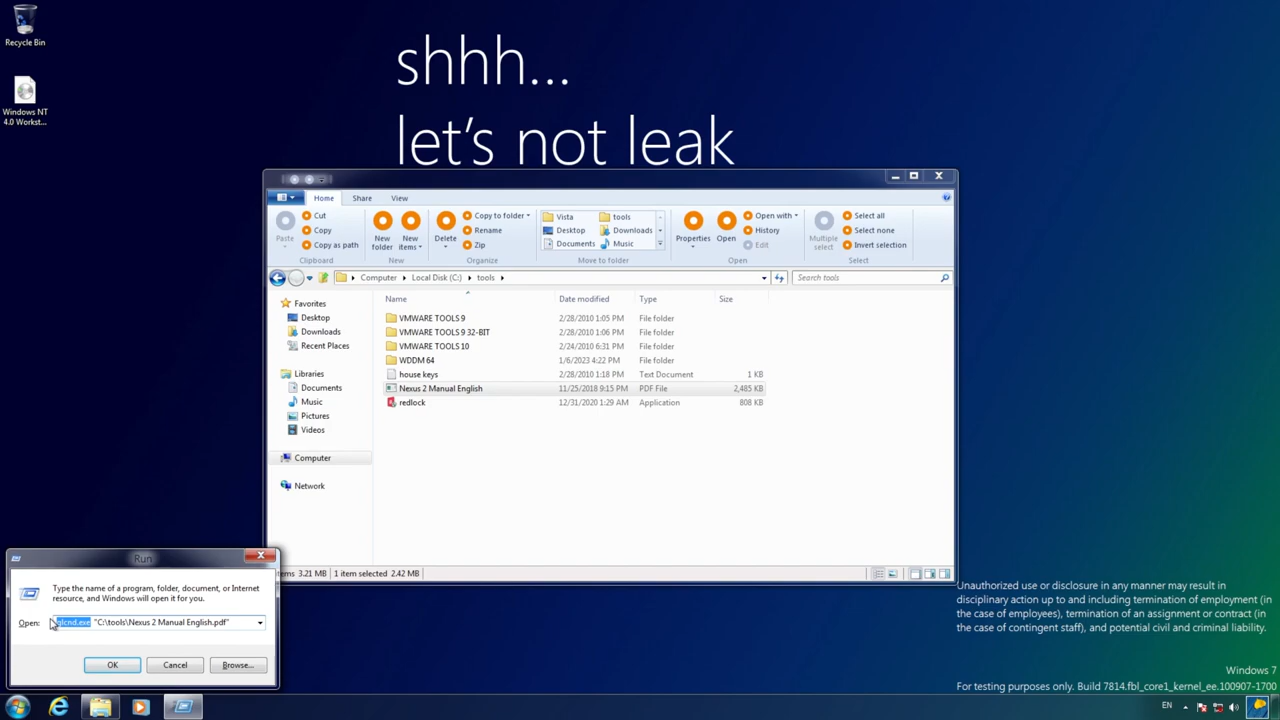 Recycle Bin
Windows NT
4.0 Workst...
shhh...
let's not leak
Home Share View
Paste
Cut
Copy
Copy as path
Clipboard
New
folder
New
items
New
Delete
Copy to folder
Rename
Zip
Organize
Vista tools
Desktop Downloads
Documents Music
Move to folder
Properties
Open
Open with
History
Edit
Open
Multiple
select
Select all
Select none
Invert selection
Select
Computer Local Disk (C:) tools
Search tools
Name Date modified Type Size
Favorites
Desktop
Downloads
Recent Places
Libraries
Documents
Music
Pictures
Videos
Computer
Network
VMWARE TOOLS 9 2/28/2010 1:05 PM File folder
VMWARE TOOLS 9 32-BIT 2/28/2010 1:06 PM File folder
VMWARE TOOLS 10 2/24/2010 6:31 PM File folder
WDDM 64 1/6/2023 4:22 PM File folder
house keys 2/28/2010 1:18 PM Text Document 1 KB
Nexus 2 Manual English 11/25/2018 9:15 PM PDF File 2,485 KB
redlock 12/31/2020 1:29 AM Application 808 KB
3.21 MB 1 item selected 2.42 MB
Run
Type the name of a program, folder, document, or Internet
resource, and Windows will open it for you.
Open: glcnd.exe "C:\tools\Nexus 2 Manual English.pdf"
OK Cancel Browse...
Unauthorized use or disclosure in any manner may result in
disciplinary action up to and including termination of employment (in
the case of employees), termination of an assignment or contract (in
the case of contingent staff), and potential civil and criminal liability.
Windows 7
For testing purposes only. Build 7814.fbl_core1_kernel_ee.100907-1700
EN